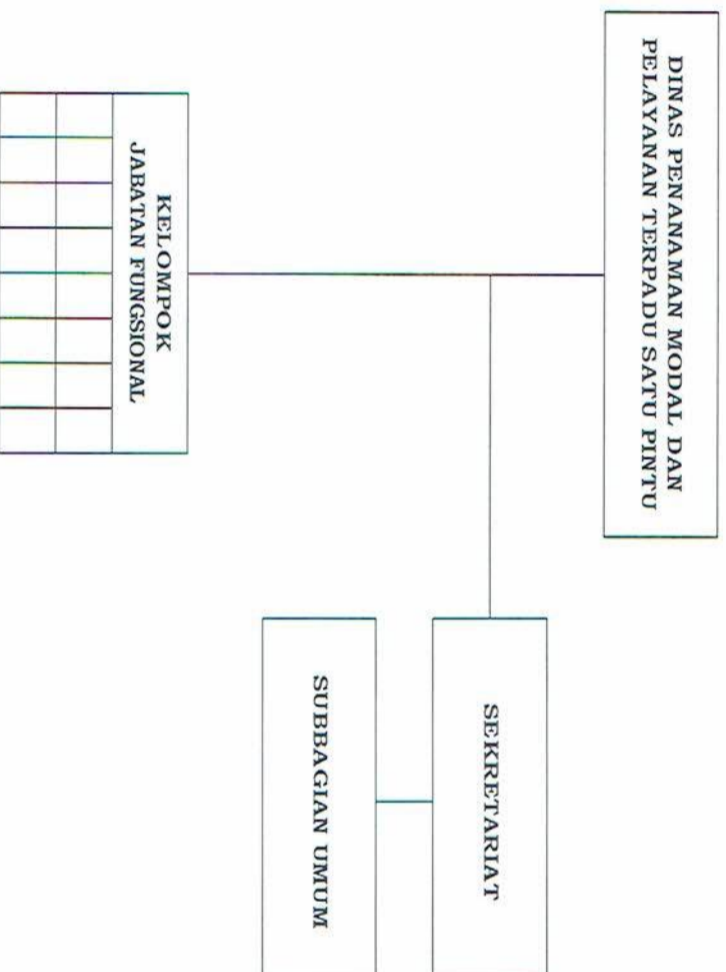 DINAS PENANAMAN MODAL DAN
PELAYANAN TERPADU SATU PINTU
SEKRETARIAT
SUBBAGIAN UMUM
KELOMPOK
JABATAN FUNGSIONAL